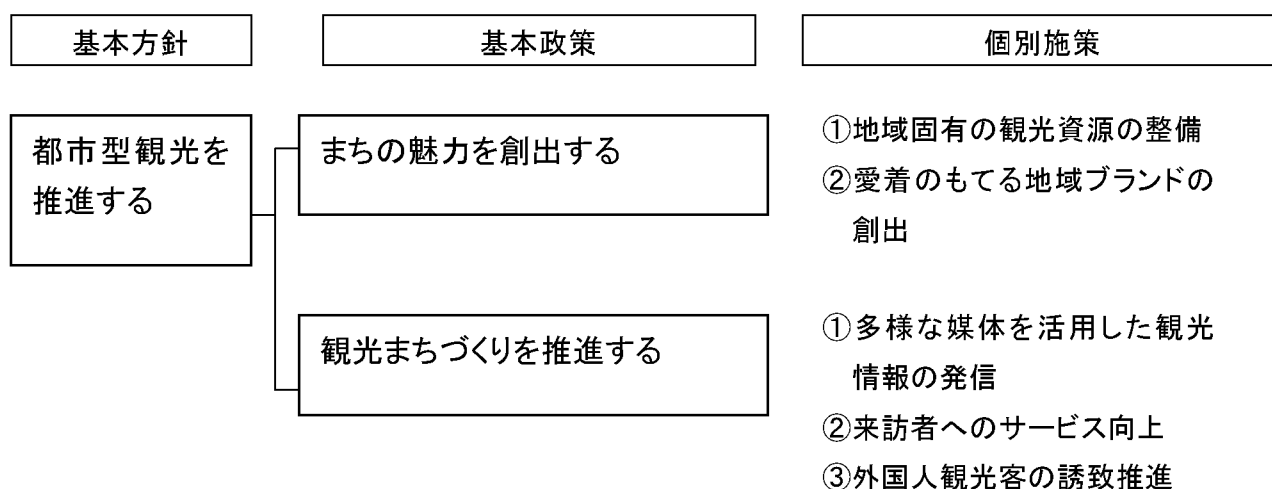 基本方針
基本政策
個別施策
都市型観光を
推進する
まちの魅力を創出する
①地域固有の観光資源の整備
②愛着のもてる地域ブランドの
創出
観光まちづくりを推進する
①多様な媒体を活用した観光
情報の発信
②来訪者へのサービス向上
③外国人観光客の誘致推進